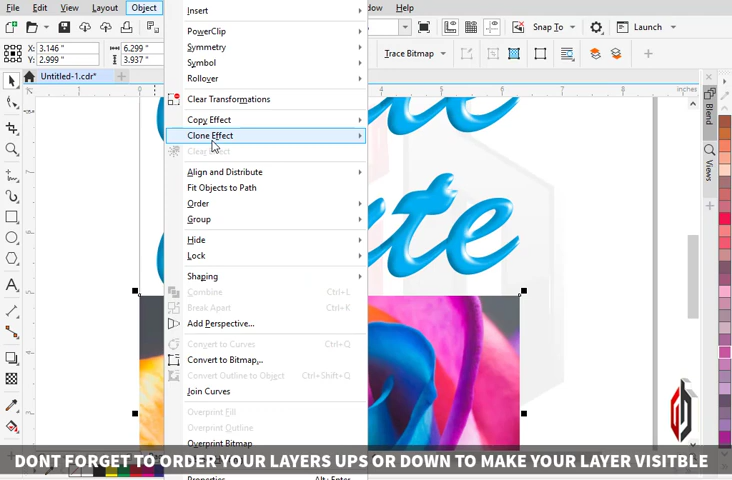 File Edit View Layout Object Help
Snap To Launch
X: 3.146 " 6.299 "
Y: 2.999 " 3.937 "
Trace Bitmap
Untitled-1.cdr*
inches
Insert
PowerClip
Symmetry
Symbol
Rollover
Clear Transformations
Copy Effect
Clone Effect
Align and Distribute
Fit Objects to Path
Order
Group
Hide
Lock
Shaping
Combine Ctrl+L
Break Apart Ctrl+K
Add Perspective...
Convert to Curves Ctrl+Q
Convert to Bitmap...
Convert Outline to Object Ctrl+Shift+Q
Join Curves
Overprint Fill
Overprint Outline
Overprint Bitmap
Blend
Views
DONT FORGET TO ORDER YOUR LAYERS UPS OR DOWN TO MAKE YOUR LAYER VISITBLE
Properties Alt+Enter